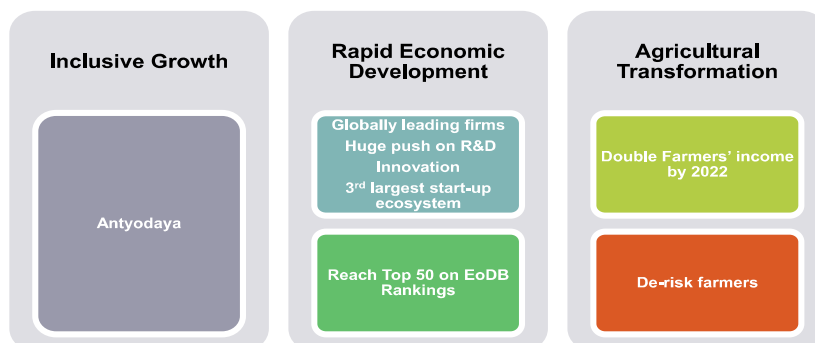 Inclusive Growth
Antyodaya
Rapid Economic
Development
Globally leading firms
Huge push on R&D
Innovation
3rd largest start-up
ecosystem
Reach Top 50 on EoDB
Rankings
Agricultural
Transformation
Double Farmers' income
by 2022
De-risk farmers